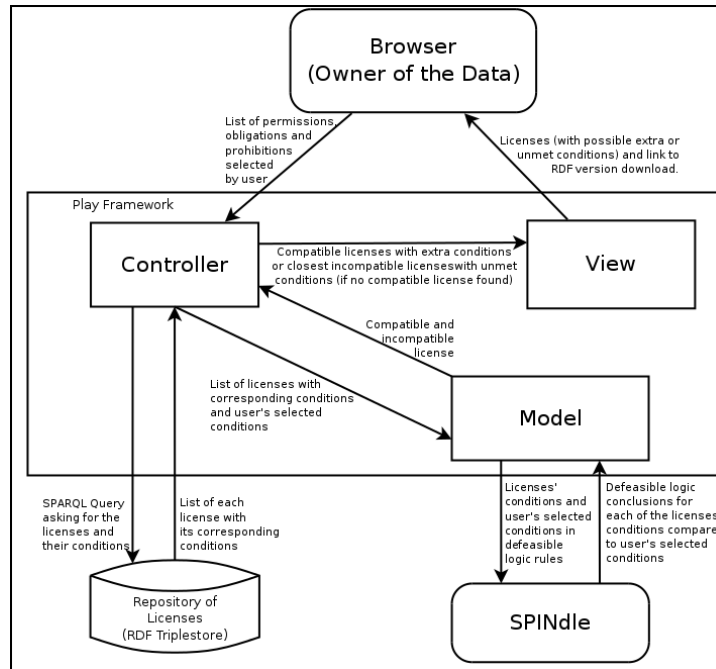 Browser
(Owner of the Data)
List of permissions,
obligations and
prohibitions
selected
by user
Licenses (with possible extra or
unmet conditions) and link to
RDF version download.
Play Framework
Controller
Compatible licenses with extra conditions
or closest incompatible licenseswith unmet
conditions (if no compatible license found)
View
Compatible and
incompatible
license
List of licenses with
corresponding conditions
and user's selected
conditions
Model
SPARQL Query
asking for the
licenses and
their conditions
List of each
license with
its corresponding
conditions
Licenses'
conditions and
user's selected
conditions in
defeasible
logic rules
Defeasible logic
conclusions for
each of the licenses
conditions compare
to user's selected
conditions
Repository of
Licenses
(RDF Triplestore)
SPINdle